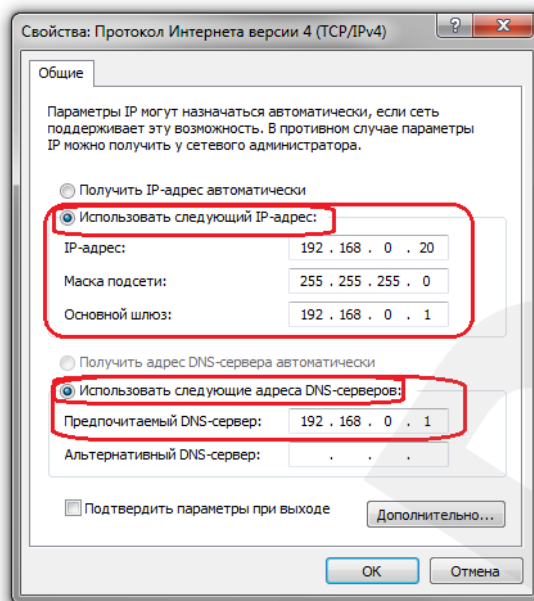 Свойства: Протокол Интернета версии 4 (TCP/IPv4)
Общие
Параметры IP могут назначаться автоматически, если сеть
поддерживает эту возможность. В противном случае параметры
IP можно получить у сетевого администратора.
Получить IP-адрес автоматически
Использовать следующий IP-адрес:
IP-адрес: 192 . 168 . 0 . 20
Маска подсети: 255 . 255 . 255 . 0
Основной шлюз: 192 . 168 . 0 . 1
Получить адрес DNS-сервера автоматически
Использовать следующие адреса DNS-серверов:
Предпочитаемый DNS-сервер: 192 . 168 . 0 . 1
Альтернативный DNS-сервер: . . .
Подтвердить параметры при выходе
Дополнительно...
ОК Отмена